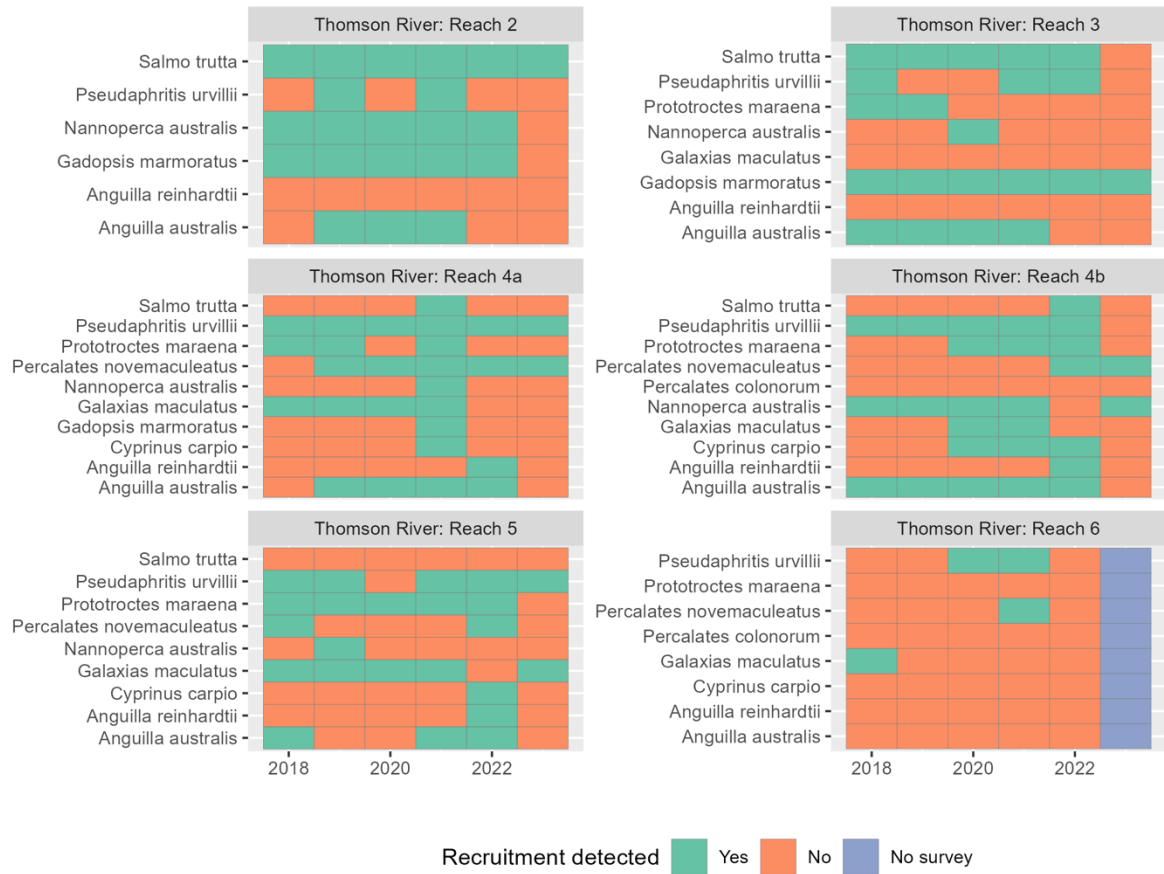 Thomson River: Reach 2
Salmo trutta
Pseudaphritis urvillii
Nannoperca australis
Gadopsis marmoratus
Anguilla reinhardtii
Anguilla australis
Thomson River: Reach 3
Salmo trutta
Pseudaphritis urvillii
Prototroctes maraena
Nannoperca australis
Galaxias maculatus
Gadopsis marmoratus
Anguilla reinhardtii
Anguilla australis
Thomson River: Reach 4a
Salmo trutta
Pseudaphritis urvillii
Prototroctes maraena
Percalates novemaculeatus
Nannoperca australis
Galaxias maculatus
Gadopsis marmoratus
Cyprinus carpio
Anguilla reinhardtii
Anguilla australis
Thomson River: Reach 4b
Salmo trutta
Pseudaphritis urvillii
Prototroctes maraena
Percalates novemaculeatus
Percalates colonorum
Nannoperca australis
Galaxias maculatus
Cyprinus carpio
Anguilla reinhardtii
Anguilla australis
Thomson River: Reach 5
Salmo trutta
Pseudaphritis urvillii
Prototroctes maraena
Percalates novemaculeatus
Nannoperca australis
Galaxias maculatus
Cyprinus carpio
Anguilla reinhardtii
Anguilla australis
2018 2020 2022
Thomson River: Reach 6
Pseudaphritis urvillii
Prototroctes maraena
Percalates novemaculeatus
Percalates colonorum
Galaxias maculatus
Cyprinus carpio
Anguilla reinhardtii
Anguilla australis
2018 2020 2022
Recruitment detected Yes No No survey